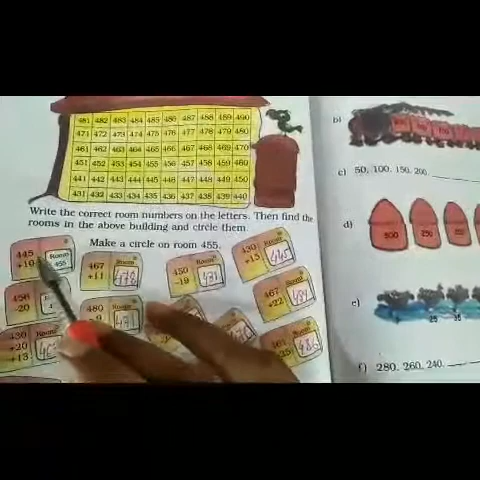 481 482 483 484 485 486 487 488 489 490
471 472 473 474 475 476 477 478 479 480
461 462 463 464 465 466 467 468 469 470
451 452 453 454 455 456 457 458 459 460
441 442 443 444 445 446 447 448 449 450
431 432 433 434 435 436 437 438 439 440
Write the correct room numbers on the letters. Then find the
rooms in the above building and circle them.
Make a circle on room 455.
445
+10
Room
455
467
+11
Room
478
450
-19
Room
431
430
+15
Room
445
456
-20
467
+22
Room
489
480
Room
430
+20
+13
Room
b)
c) 50, 100, 150, 200,
d)
500
e)
f) 280, 260, 240,